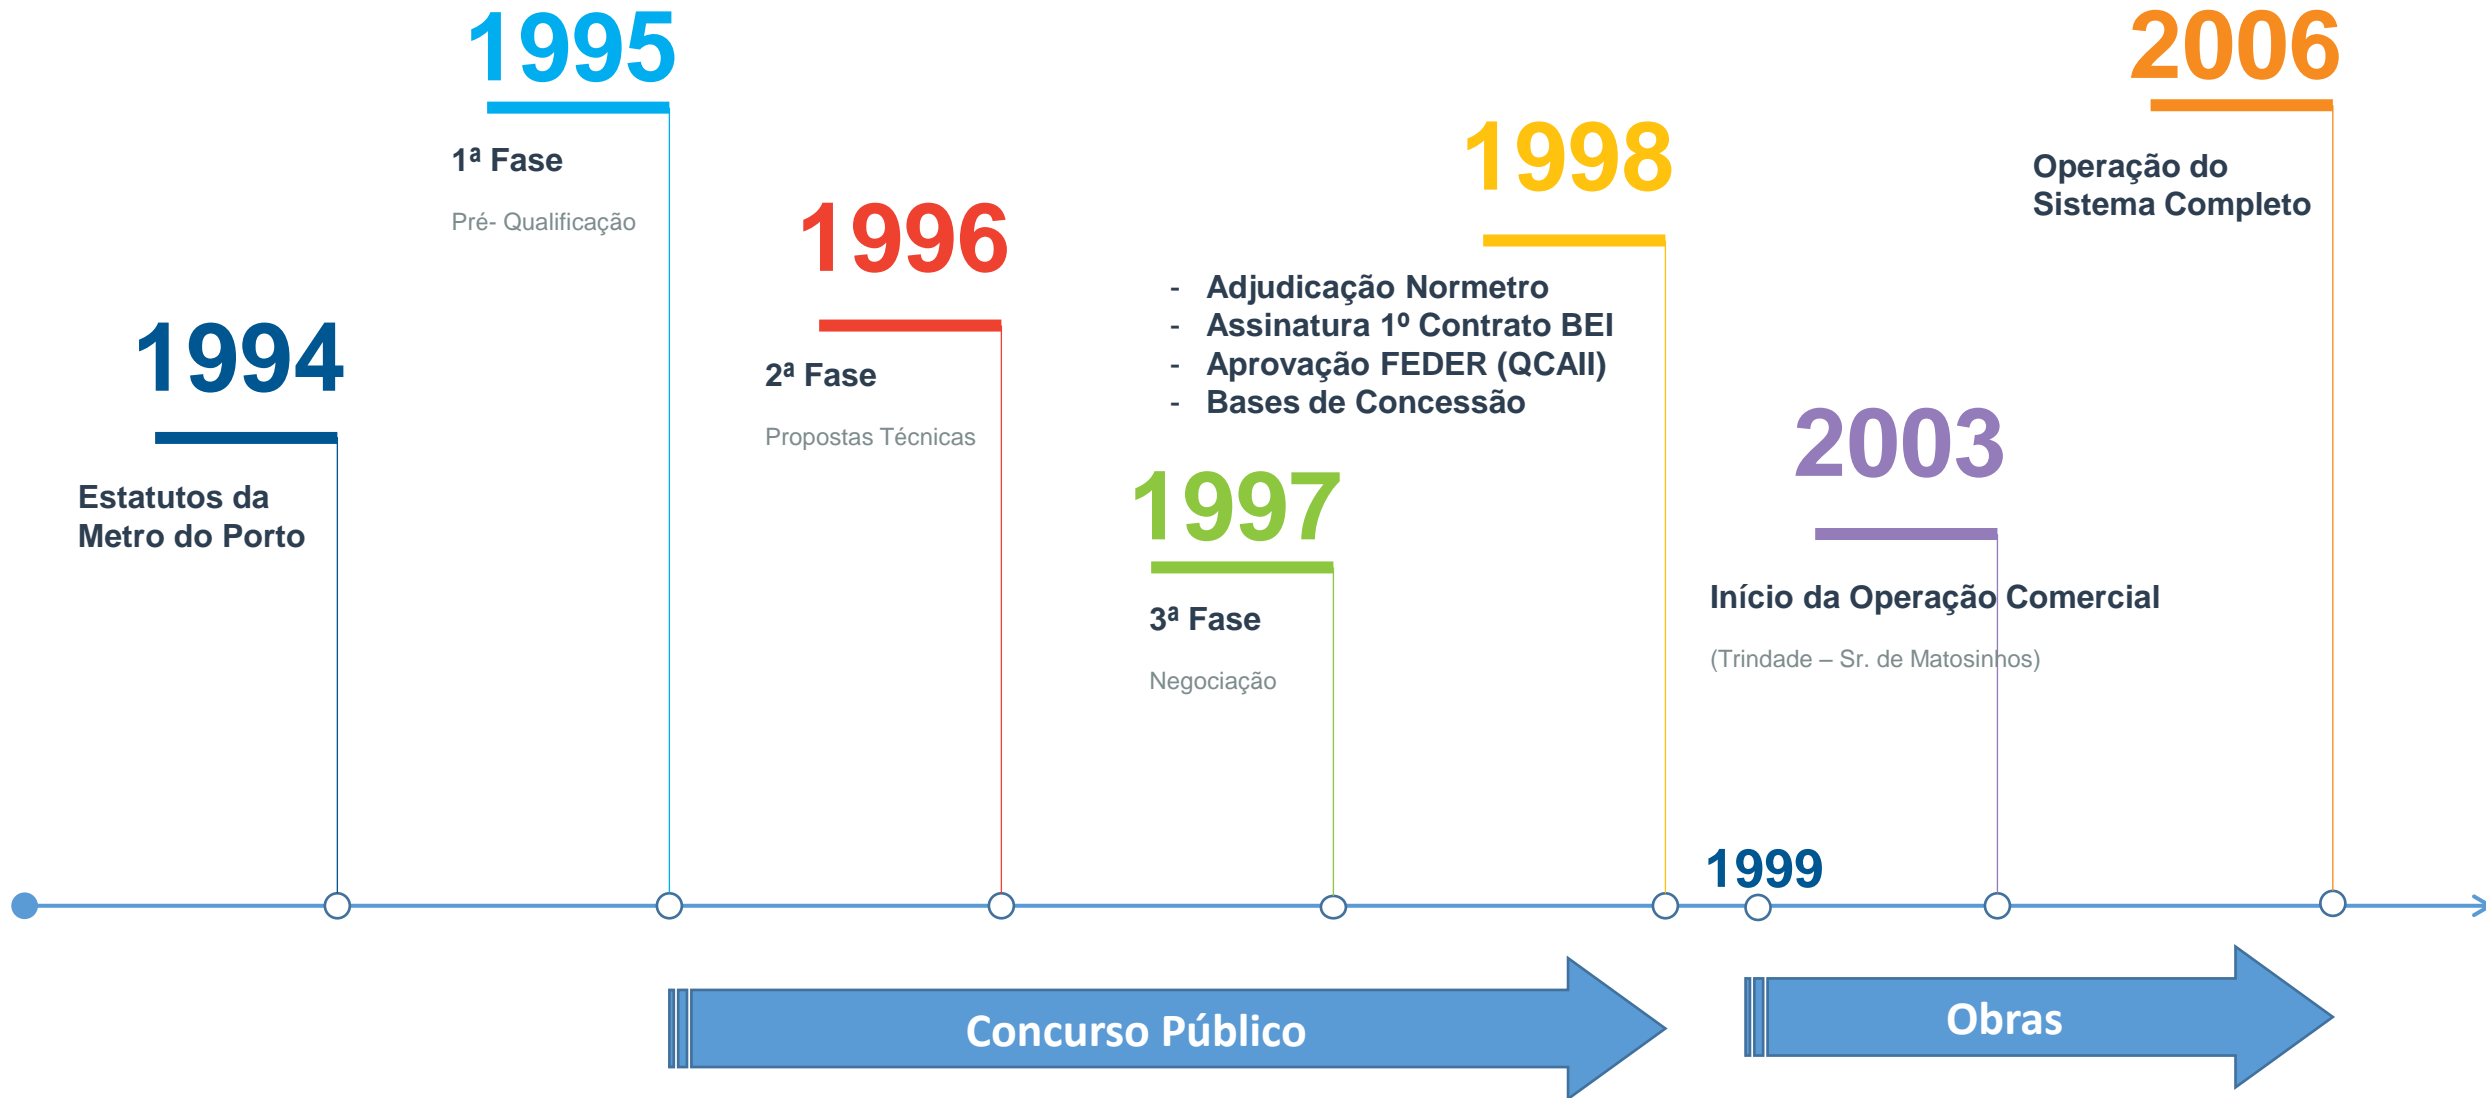 1994
Estatutos da
Metro do Porto
1995
1ª Fase
Pré- Qualificação
1996
2ª Fase
Propostas Técnicas
1997
3ª Fase
Negociação
1998
- Adjudicação Normetro
- Assinatura 1º Contrato BEI
- Aprovação FEDER (QCAII)
- Bases de Concessão
1999
2003
Início da Operação Comercial
(Trindade – Sr. de Matosinhos)
2006
Operação do
Sistema Completo
Concurso Público
Obras